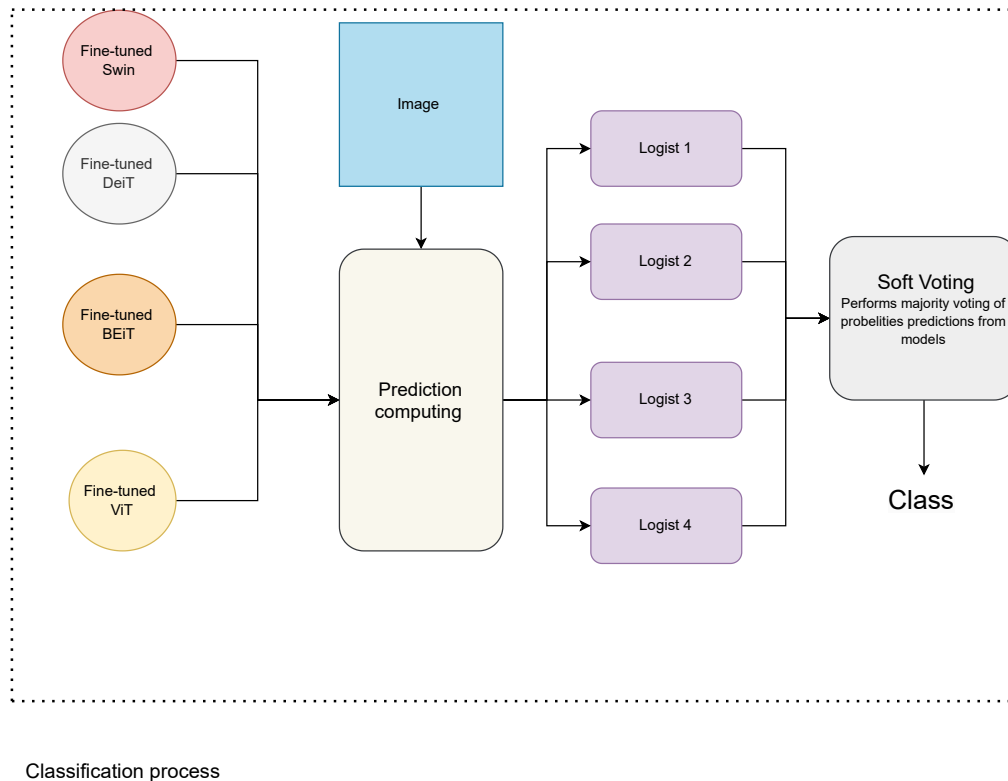 Fine-tuned
Swin
Image
Fine-tuned
DeiT
Logist 1
Logist 2
Fine-tuned
BEiT
Soft Voting
Performs majority voting of
probelities predictions from
models
Prediction
computing
Logist 3
Fine-tuned
ViT
Logist 4
Class
Classification process